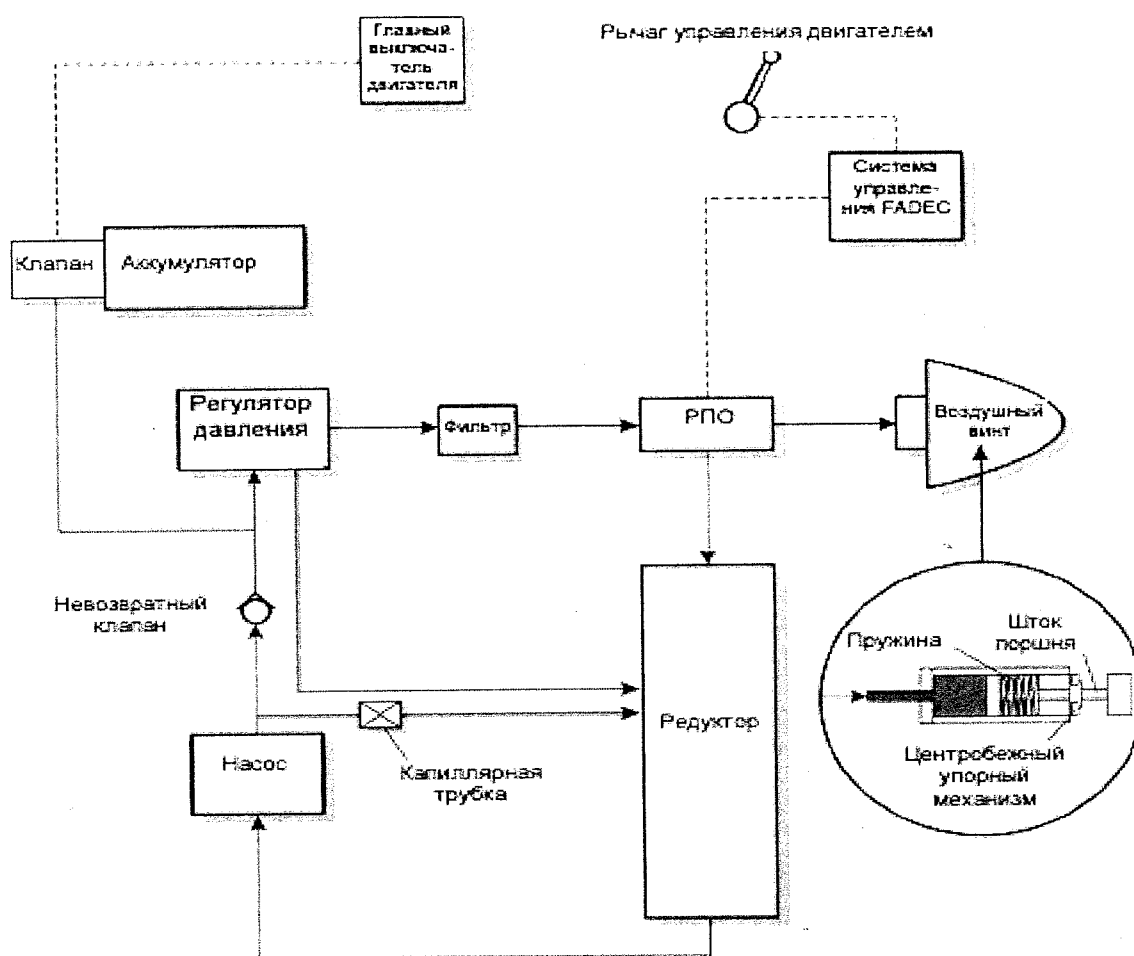 Главный
выключа-
тель
двигателя
Рычаг управления двигателем
Система
управле-
ния FADEC
Клапан
Аккумулятор
Регулятор
давления
Фильтр
РПО
Воздушный
винт
Невозвратный
клапан
Пружина
Шток
поршня
Редуктор
Насос
Капиллярная
трубка
Центробежный
упорный
механизм